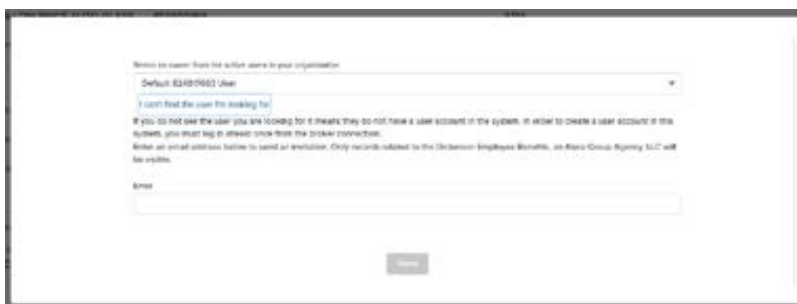 Select an owner from the active users in your organization
Default User
I can't find the user I'm looking for
If you do not see the user you are looking for it means they do not have a user account in the system. In order to create a user account in this
system, you must log in at least once from the broker connection.
Enter an email address below to send an invitation. Only records related to the Employee Benefits, an Group Agency LLC will
be visible.
Email